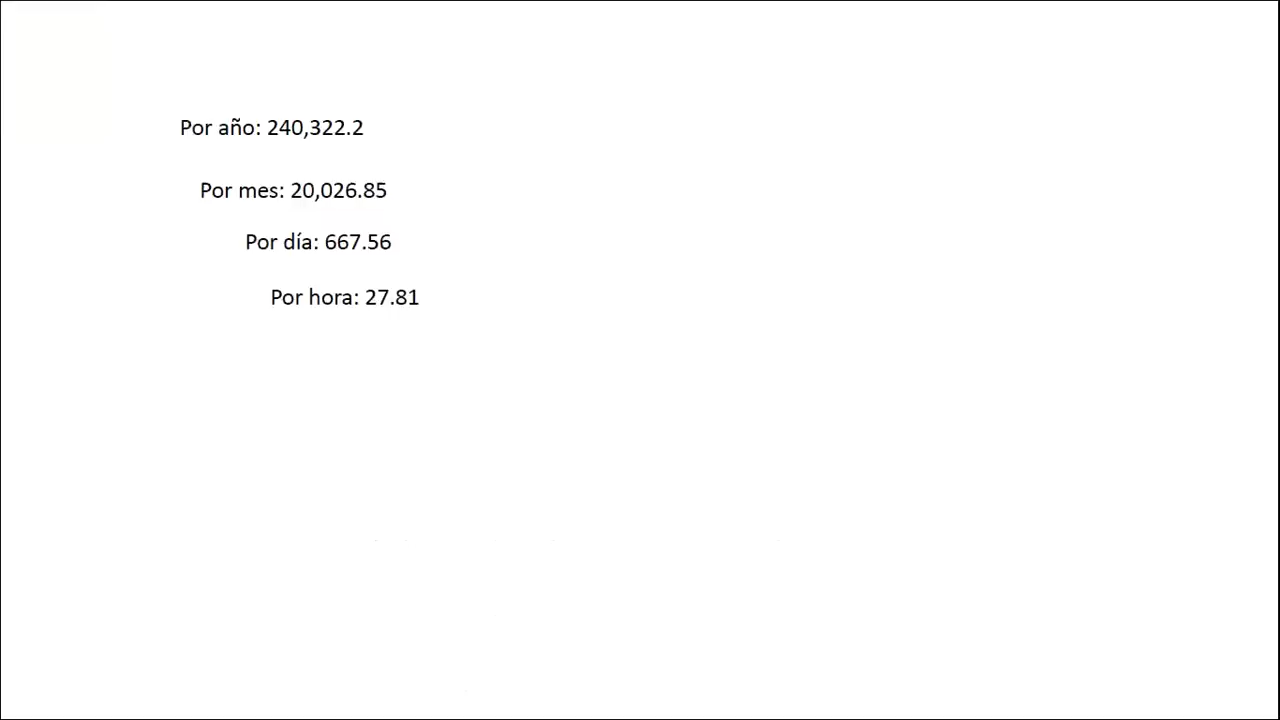 Por año: 240,322.2
Por mes: 20,026.85
Por día: 667.56
Por hora: 27.81